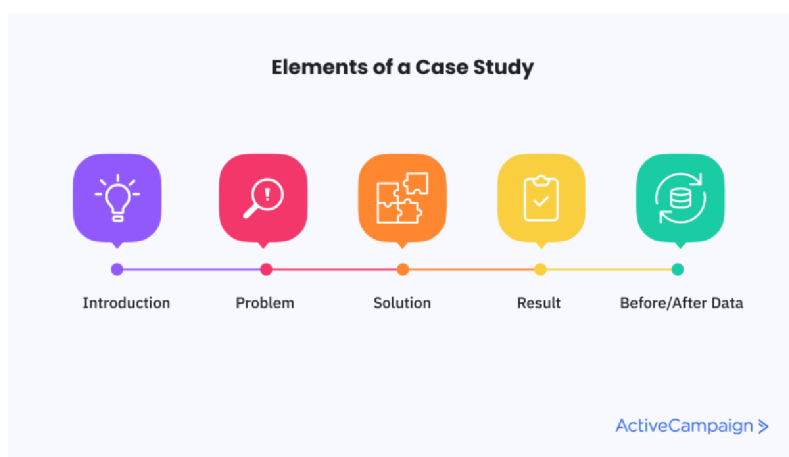 Elements of a Case Study
Introduction
Problem
Solution
Result
Before/After Data
ActiveCampaign